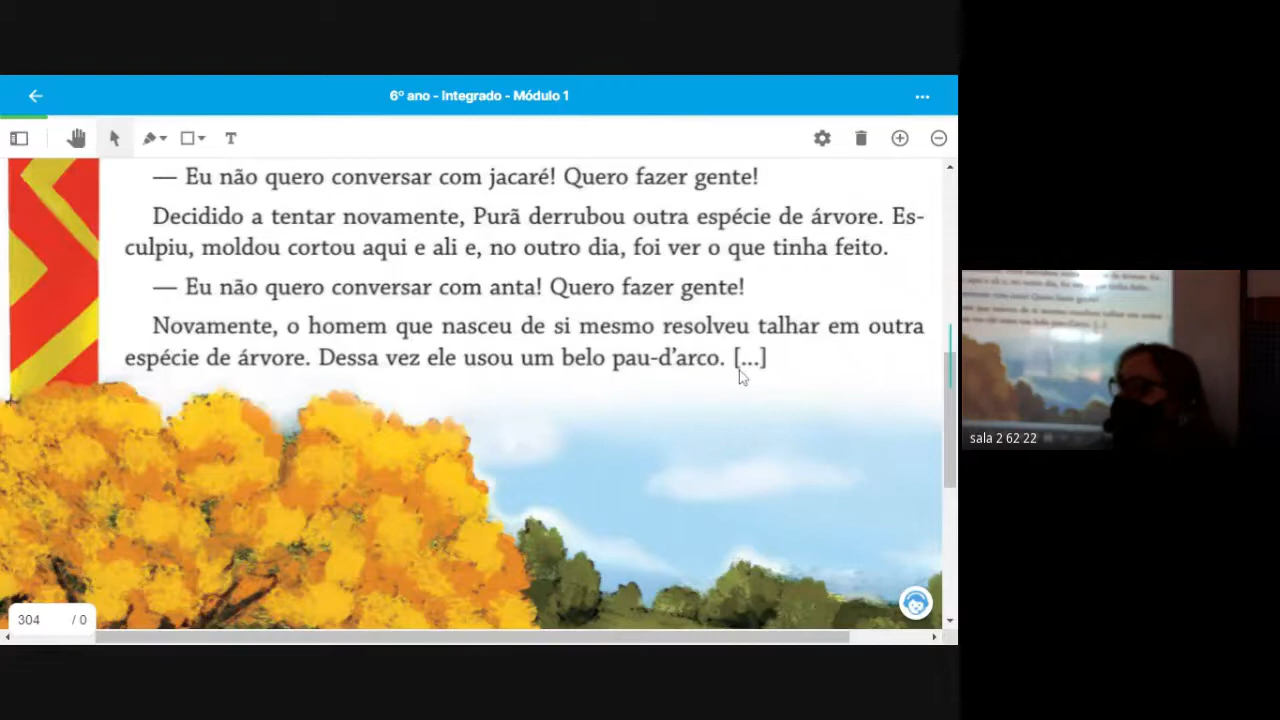 6º ano - Integrado - Módulo 1
T
— Eu não quero conversar com jacaré! Quero fazer gente!
Decidido a tentar novamente, Purã derrubou outra espécie de árvore. Es-
culpiu, moldou cortou aqui e ali e, no outro dia, foi ver o que tinha feito.
— Eu não quero conversar com anta! Quero fazer gente!
Novamente, o homem que nasceu de si mesmo resolveu talhar em outra
espécie de árvore. Dessa vez ele usou um belo pau-d’arco. [...]
304 / 0
sala 2 62 22